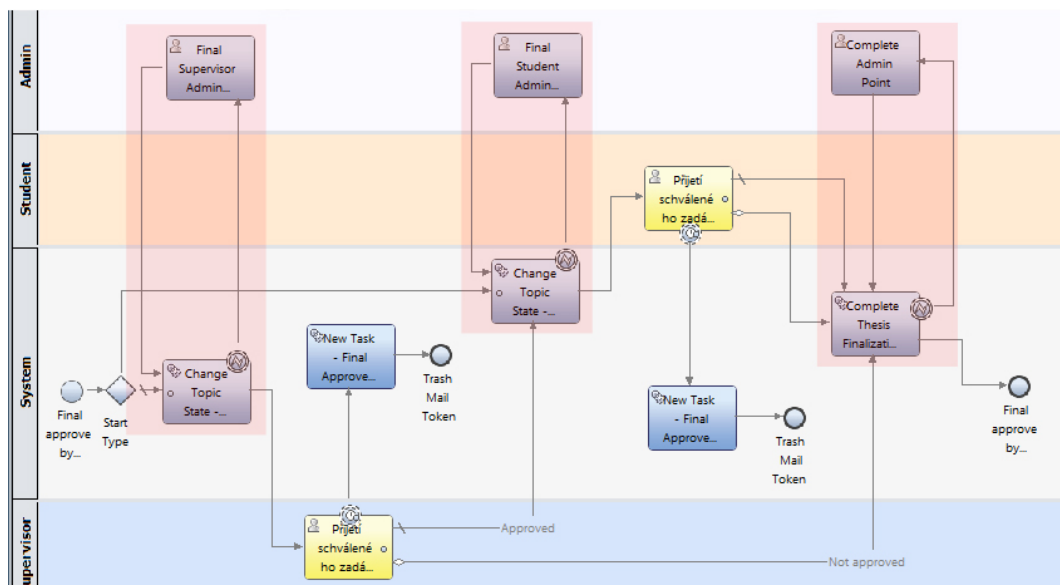 Admin
Final
Supervisor
Admin...
Final
Student
Admin...
Complete
Admin
Point
Student
Přijetí
schválené
ho zadá...
System
Change
Topic
State -...
Complete
Thesis
Finalizati...
New Task
- Final
Approve...
Trash
Mail
Token
Change
Topic
State -...
Final
approve
by...
Start
Type
New Task
- Final
Approve...
Trash
Mail
Token
Final
approve
by...
Supervisor
Přijetí
schválené
ho zadá...
Approved
Not approved